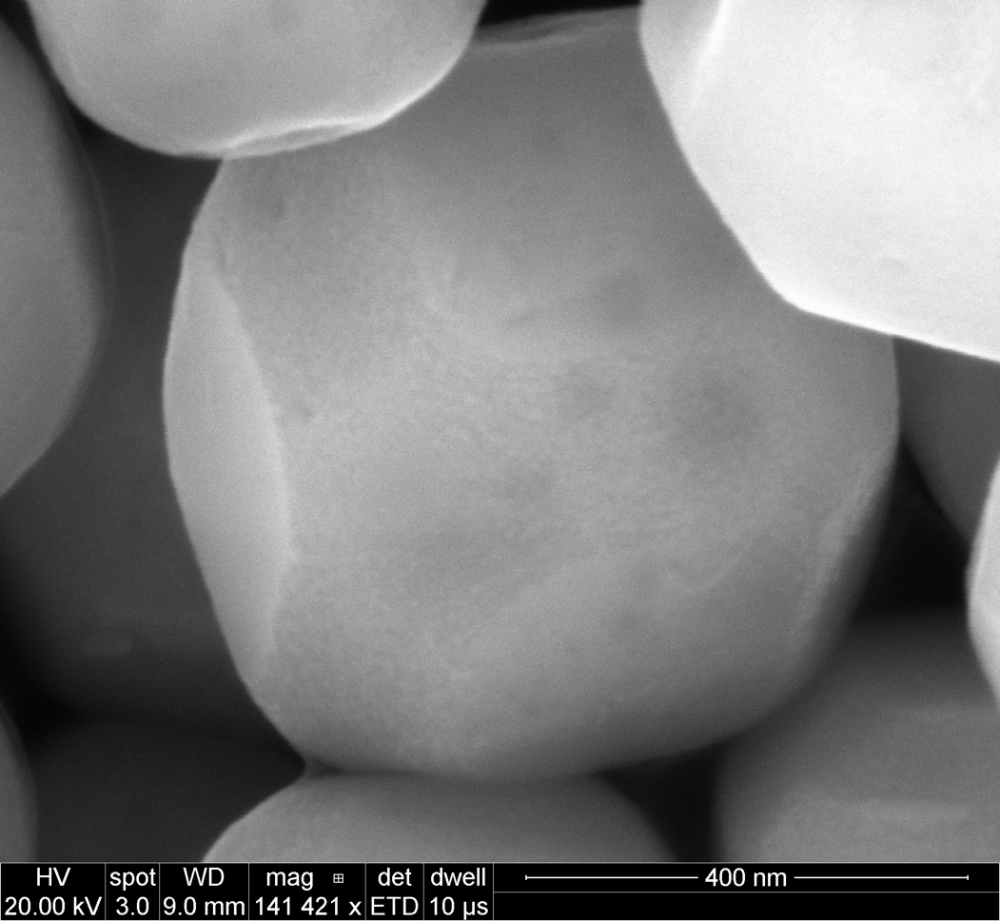 HV spot WD mag ⊞ det dwell 400 nm
20.00 kV 3.0 9.0 mm 141 421 x ETD 10 µs